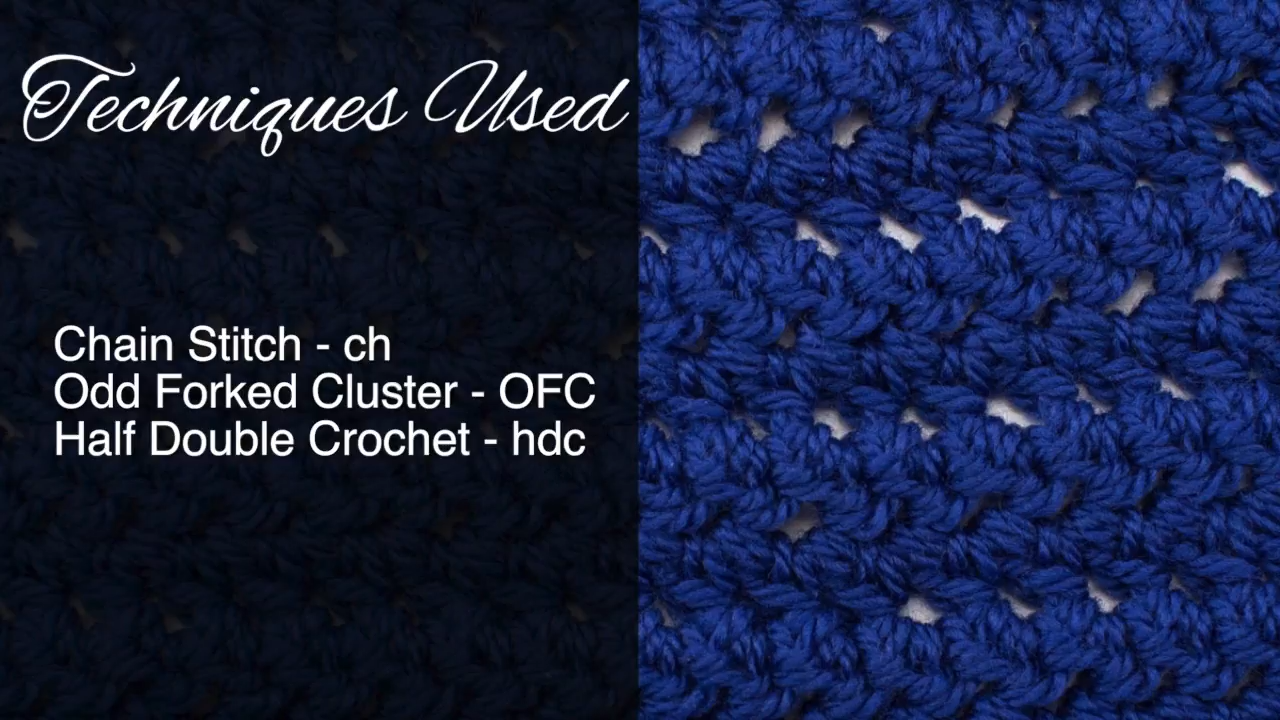 Techniques Used
Chain Stitch - ch
Odd Forked Cluster - OFC
Half Double Crochet - hdc